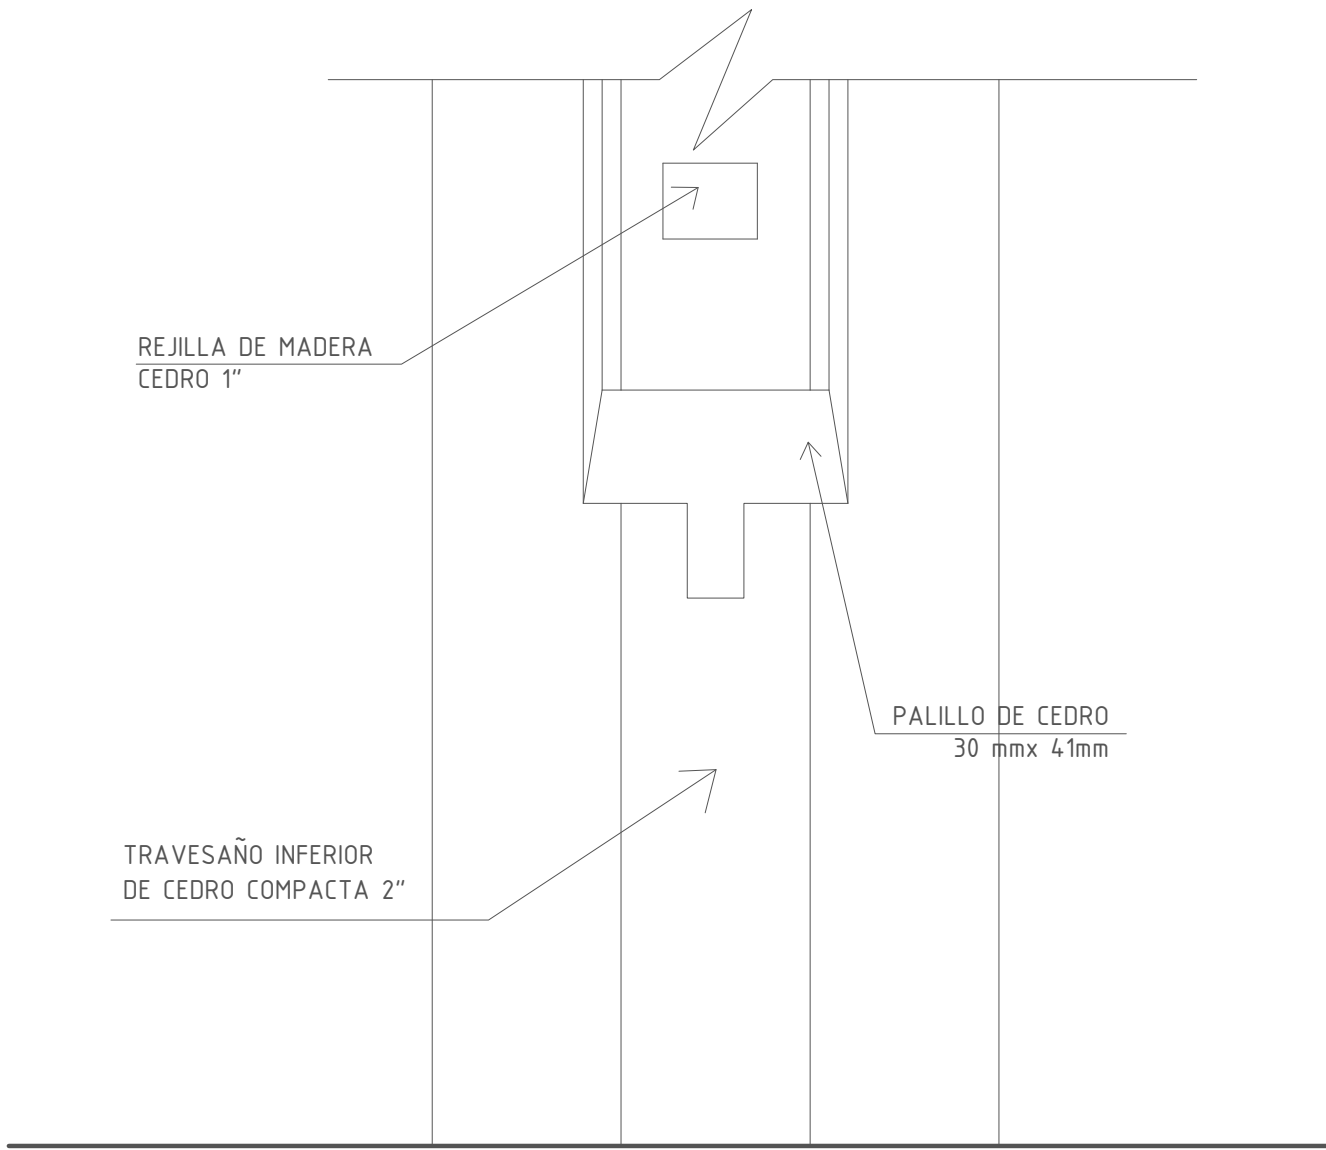 REJILLA DE MADERA
CEDRO 1"
PALILLO DE CEDRO
30 mmx 41mm
TRAVESAÑO INFERIOR
DE CEDRO COMPACTA 2"